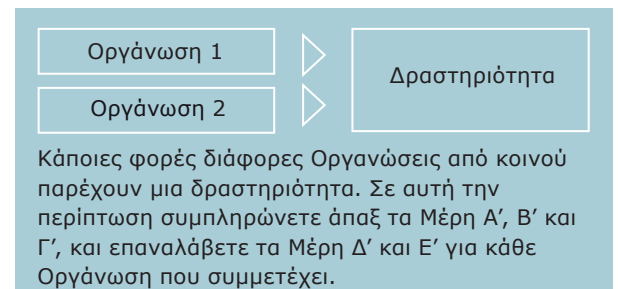 Οργάνωση 1
Οργάνωση 2
Δραστηριότητα
Κάποιες φορές διάφορες Οργανώσεις από κοινού
παρέχουν μια δραστηριότητα. Σε αυτή την
περίπτωση συμπληρώνετε άπαξ τα Μέρη Α’, Β’ και
Γ’, και επαναλάβετε τα Μέρη Δ’ και Ε’ για κάθε
Οργάνωση που συμμετέχει.